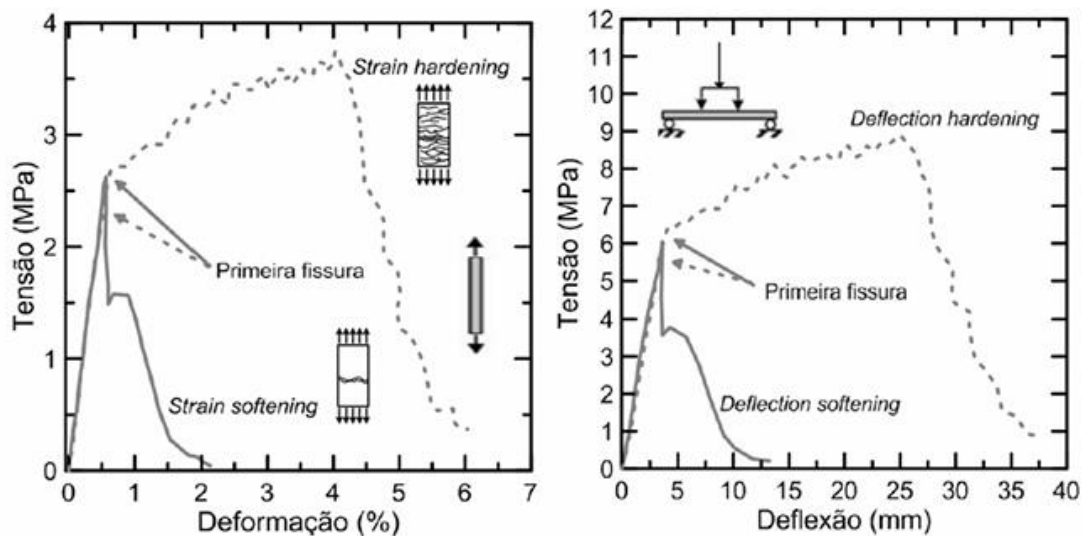 4
3
2
1
0
Tensão (MPa)
Strain hardening
Primeira fissura
Strain softening
0 1 2 3 4 5 6 7
Deformação (%)
12
11
10
9
8
7
6
5
4
3
2
1
0
Tensão (MPa)
Deflection hardening
Primeira fissura
Deflection softening
0 5 10 15 20 25 30 35 40
Deflexão (mm)